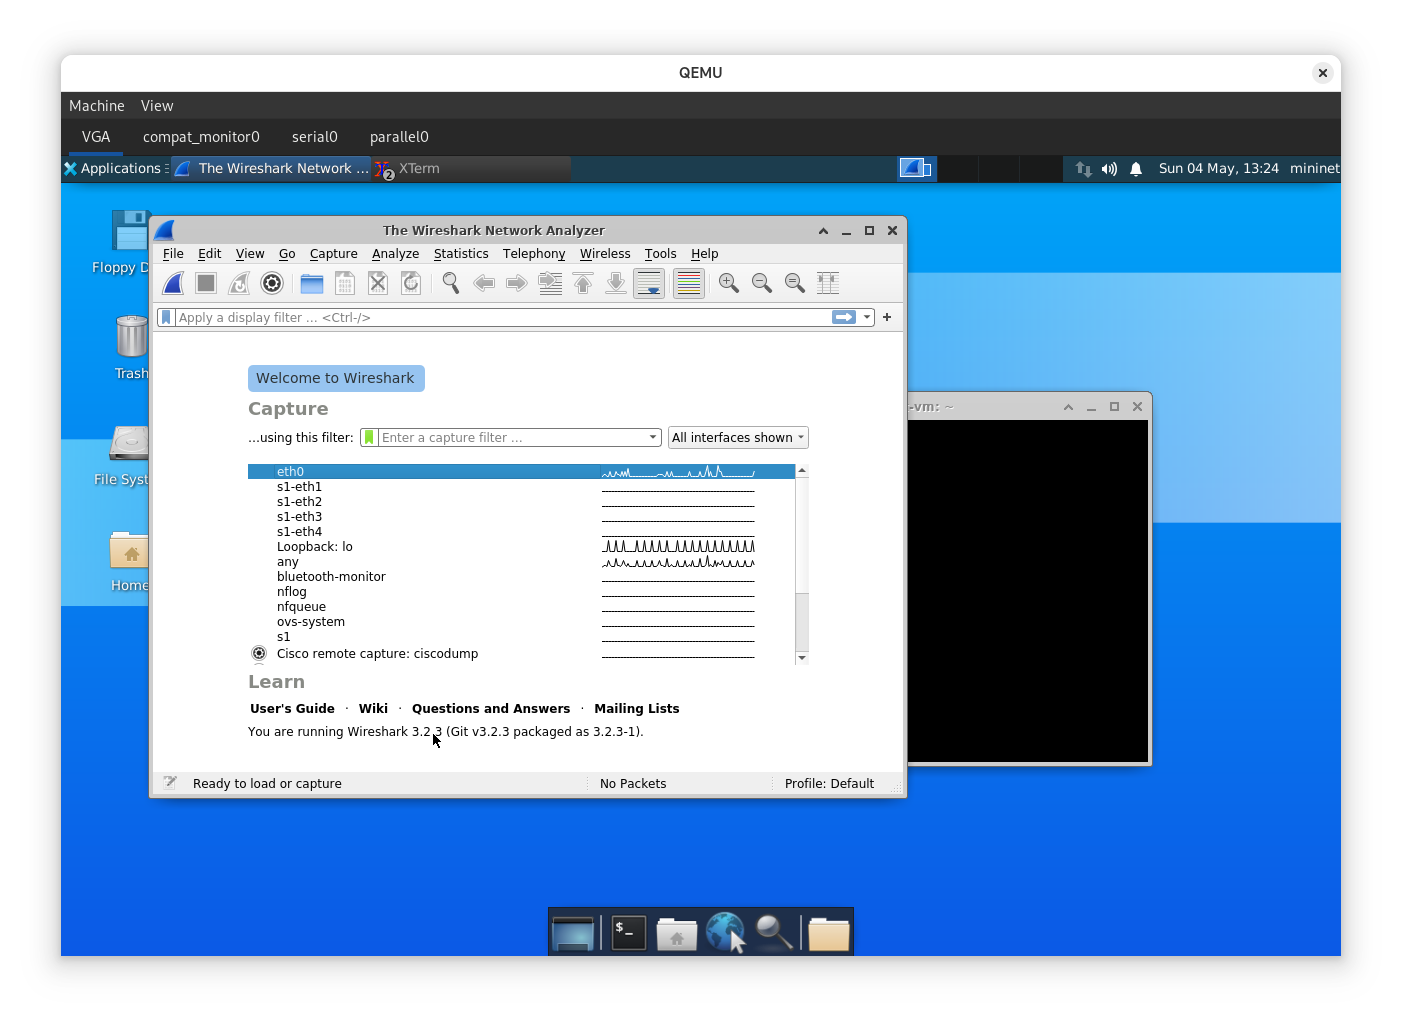 QEMU
Machine View
VGA compat_monitor0 serial0 parallel0
Applications The Wireshark Network ... 2 XTerm Sun 04 May, 13:24 mininet
Floppy D
Trash
File Syst
Home
The Wireshark Network Analyzer
File Edit View Go Capture Analyze Statistics Telephony Wireless Tools Help
Apply a display filter ... <Ctrl-/> +
Welcome to Wireshark
Capture
...using this filter: Enter a capture filter ... All interfaces shown
eth0
s1-eth1
s1-eth2
s1-eth3
s1-eth4
Loopback: lo
any
bluetooth-monitor
nflog
nfqueue
ovs-system
s1
Cisco remote capture: ciscodump
Learn
User's Guide · Wiki · Questions and Answers · Mailing Lists
You are running Wireshark 3.2.3 (Git v3.2.3 packaged as 3.2.3-1).
Ready to load or capture No Packets Profile: Default
-vm: ~
$_